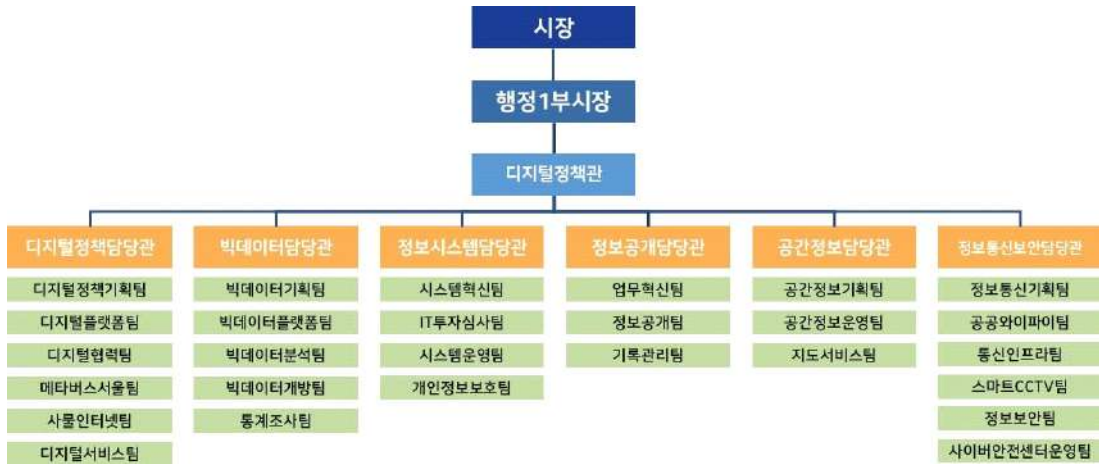 시장
행정1부시장
디지털정책관
디지털정책담당관
디지털정책기획팀
디지털플랫폼팀
디지털협력팀
메타버스서울팀
사물인터넷팀
디지털서비스팀
빅데이터담당관
빅데이터기획팀
빅데이터플랫폼팀
빅데이터분석팀
빅데이터개방팀
통계조사팀
정보시스템담당관
시스템혁신팀
IT투자심사팀
시스템운영팀
개인정보보호팀
정보공개담당관
업무혁신팀
정보공개팀
기록관리팀
공간정보담당관
공간정보기획팀
공간정보운영팀
지도서비스팀
정보통신보안담당관
정보통신기획팀
공공와이파이팀
통신인프라팀
스마트CCTV팀
정보보안팀
사이버안전센터운영팀